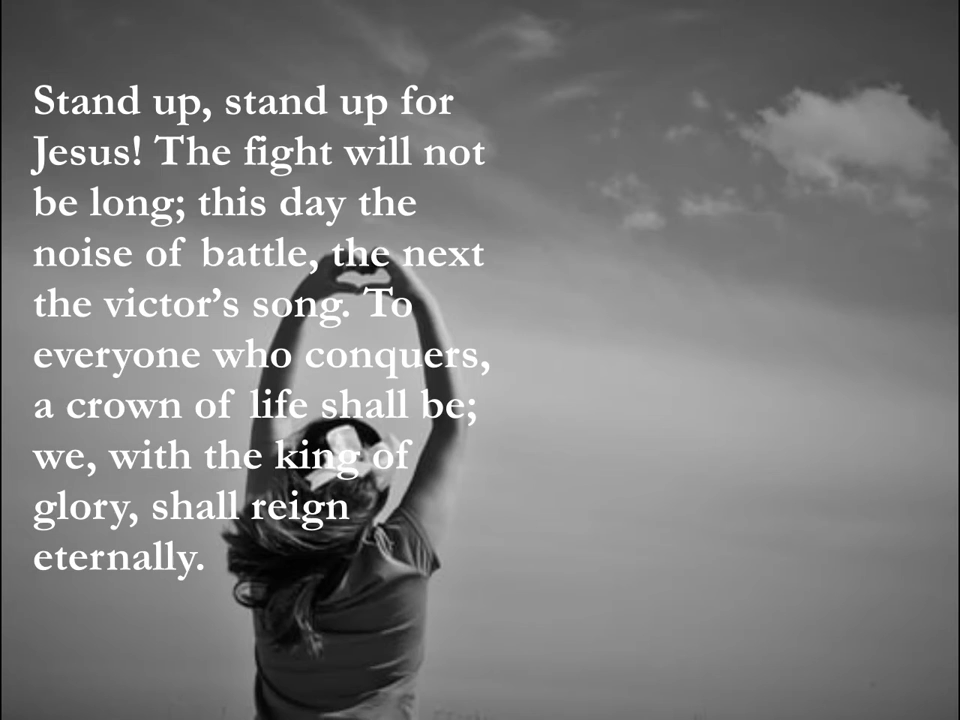 Stand up, stand up for
Jesus! The fight will not
be long; this day the
noise of battle, the next
the victor’s song. To
everyone who conquers,
a crown of life shall be;
we, with the king of
glory, shall reign
eternally.